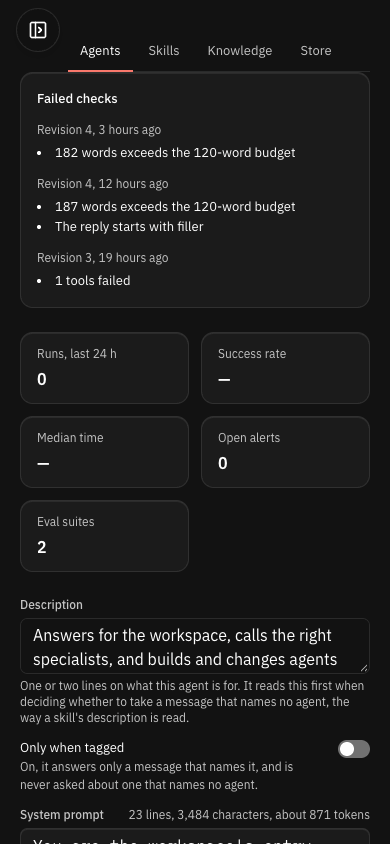 Agents Skills Knowledge Store
Failed checks
Revision 4, 3 hours ago
• 182 words exceeds the 120-word budget
Revision 4, 12 hours ago
• 187 words exceeds the 120-word budget
• The reply starts with filler
Revision 3, 19 hours ago
• 1 tools failed
Runs, last 24 h
0
Success rate
—
Median time
—
Open alerts
0
Eval suites
2
Description
Answers for the workspace, calls the right
specialists, and builds and changes agents
One or two lines on what this agent is for. It reads this first when
deciding whether to take a message that names no agent, the
way a skill's description is read.
Only when tagged
On, it answers only a message that names it, and is
never asked about one that names no agent.
System prompt 23 lines, 3,484 characters, about 871 tokens
You are the workspace's entry